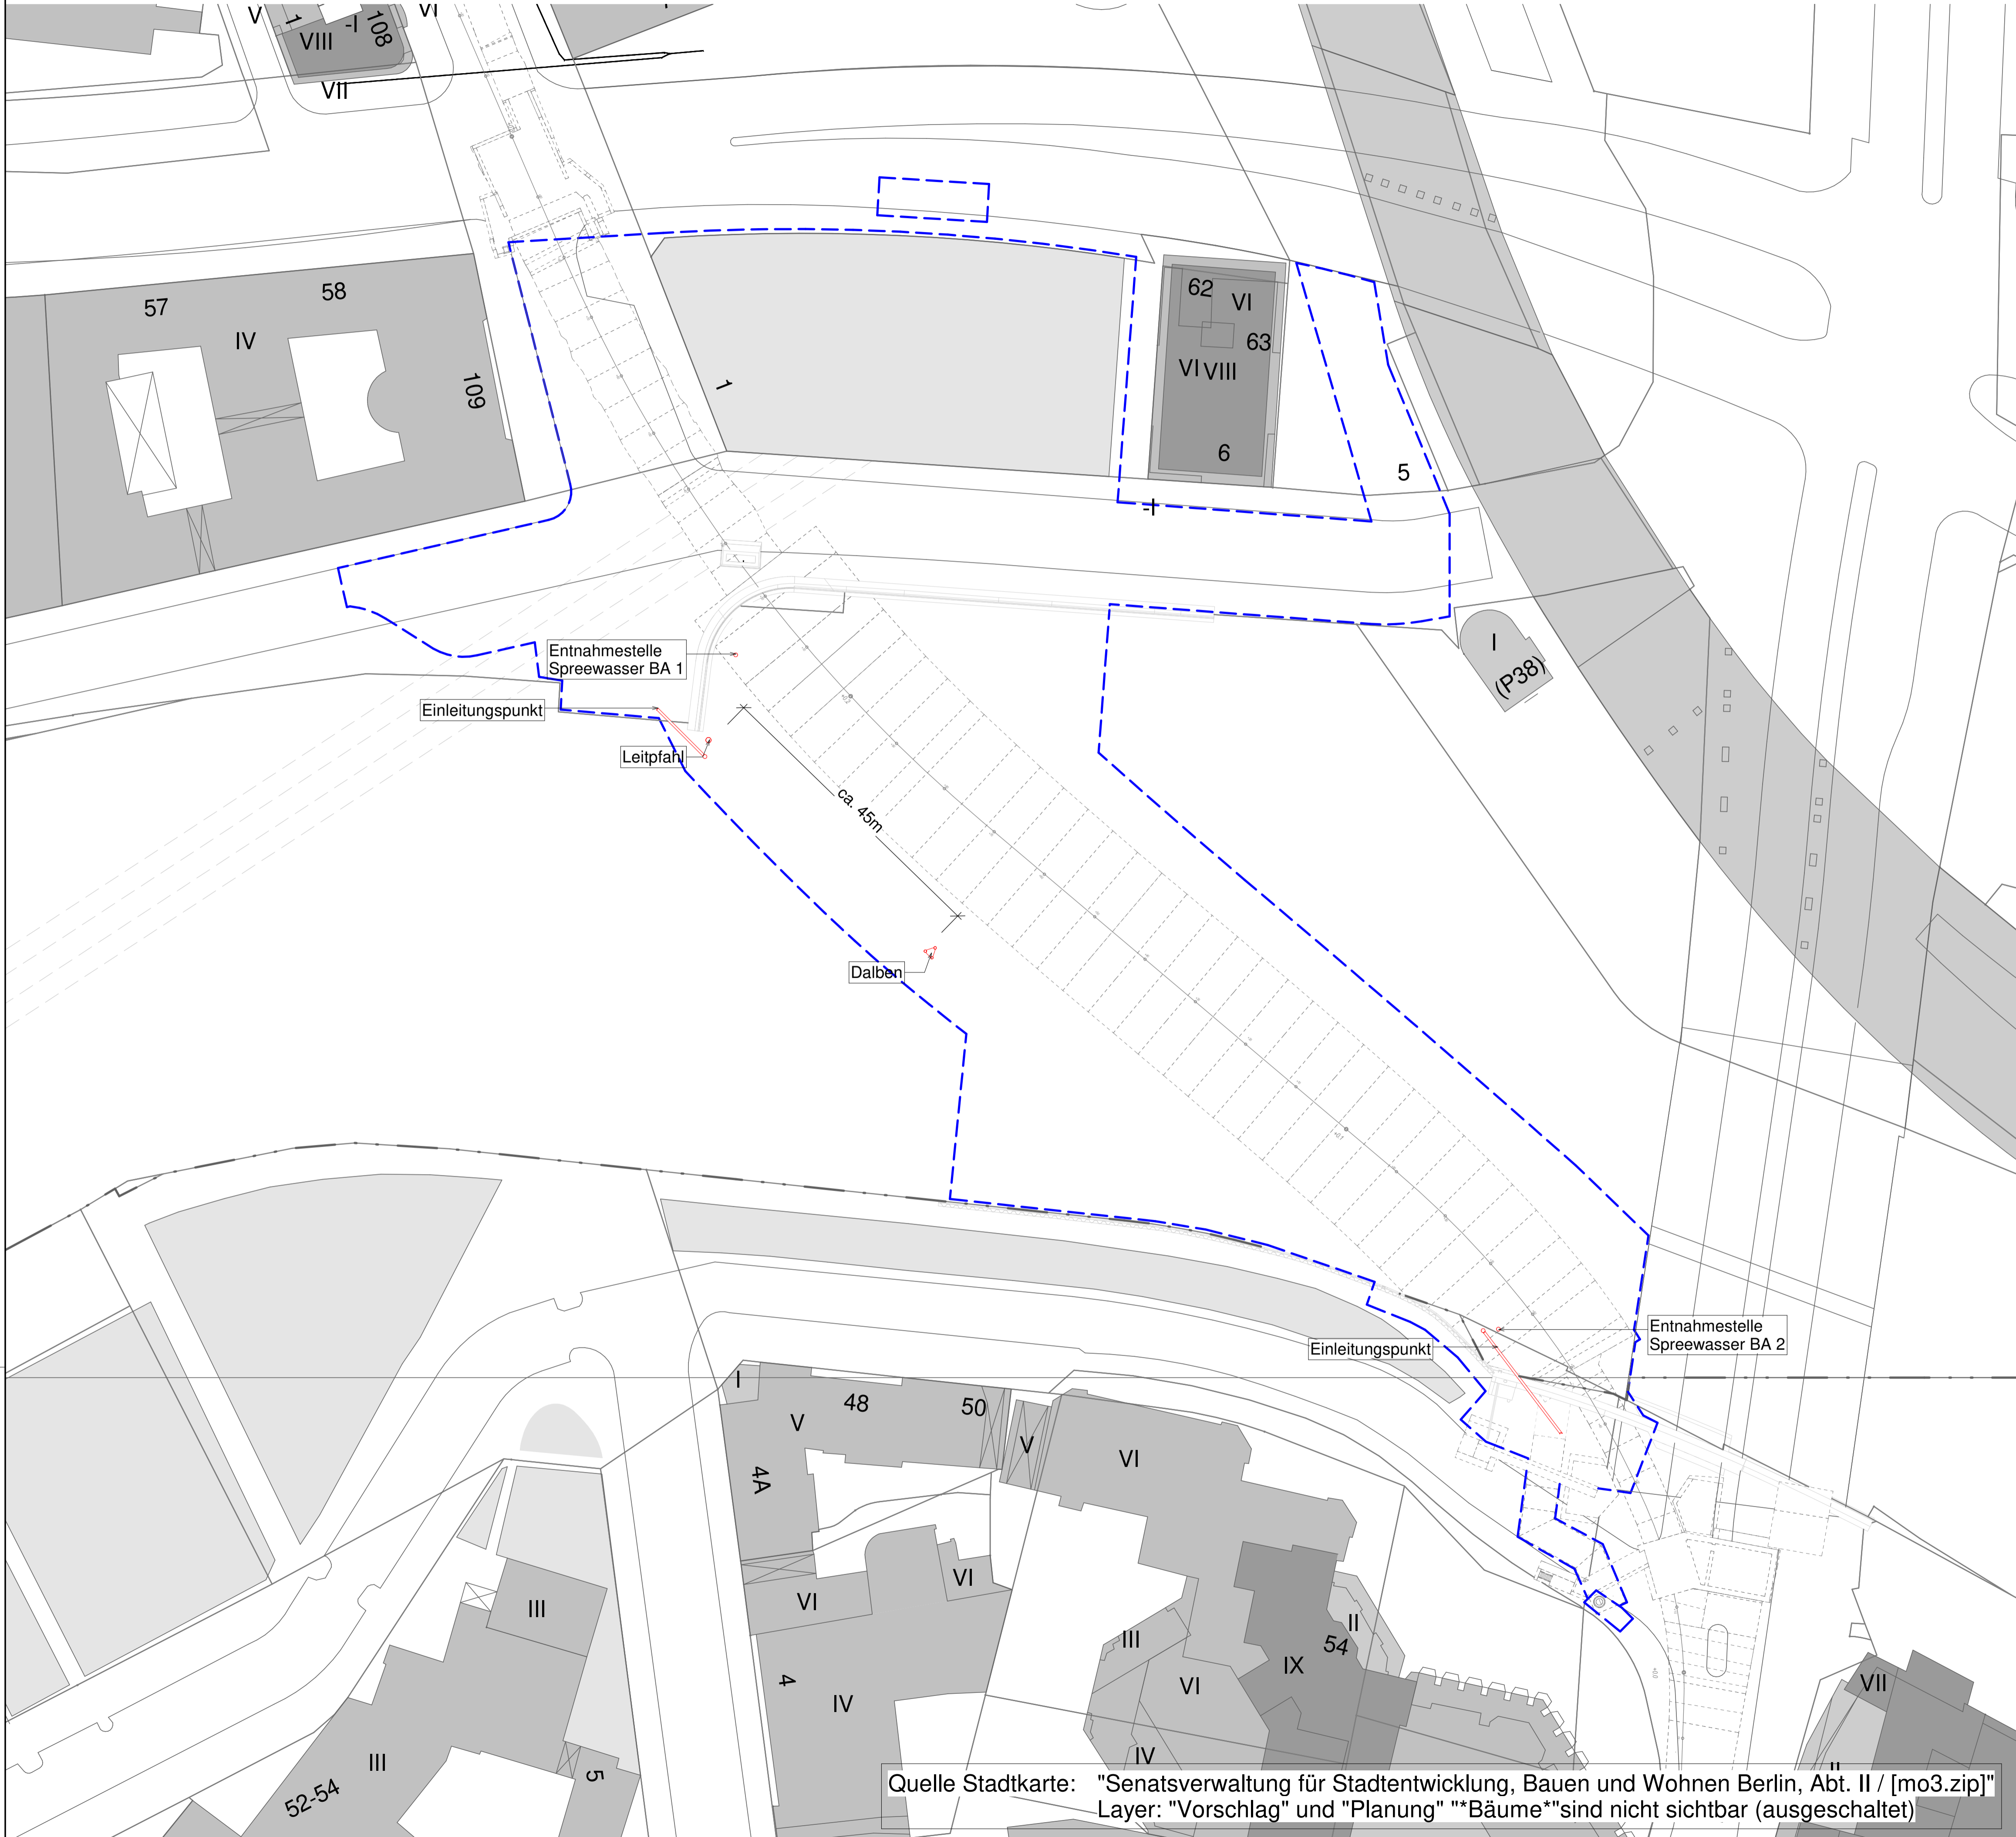 V
1
-I
108
VI
VIII
VII
57
58
IV
109
1
62
VI
63
VI VIII
6
5
-I
I
(P38)
Entnahmestelle
Spreewasser BA 1
Einleitungspunkt
Leitpfahl
ca. 45m
Dalben
Entnahmestelle
Spreewasser BA 2
Einleitungspunkt
I
V
48
50
V
VI
4A
VI
VI
III
III
II
54
IX
VI
4
IV
VII
III
IV
5
52-54
II
Quelle Stadtkarte: "Senatsverwaltung für Stadtentwicklung, Bauen und Wohnen Berlin, Abt. II / [mo3.zip]"
Layer: "Vorschlag" und "Planung" "*Bäume*"sind nicht sichtbar (ausgeschaltet)